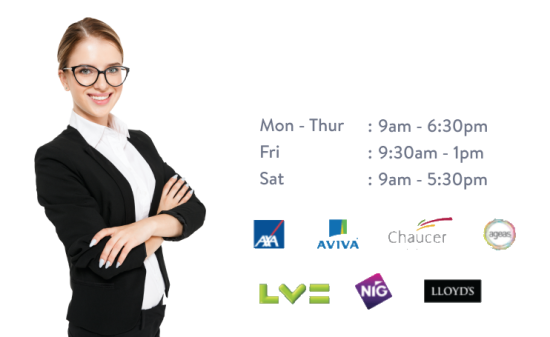 Mon - Thur : 9am - 6:30pm
Fri : 9:30am - 1pm
Sat : 9am - 5:30pm
AXA AVIVA Chaucer ageas
LV= NIG LLOYD'S